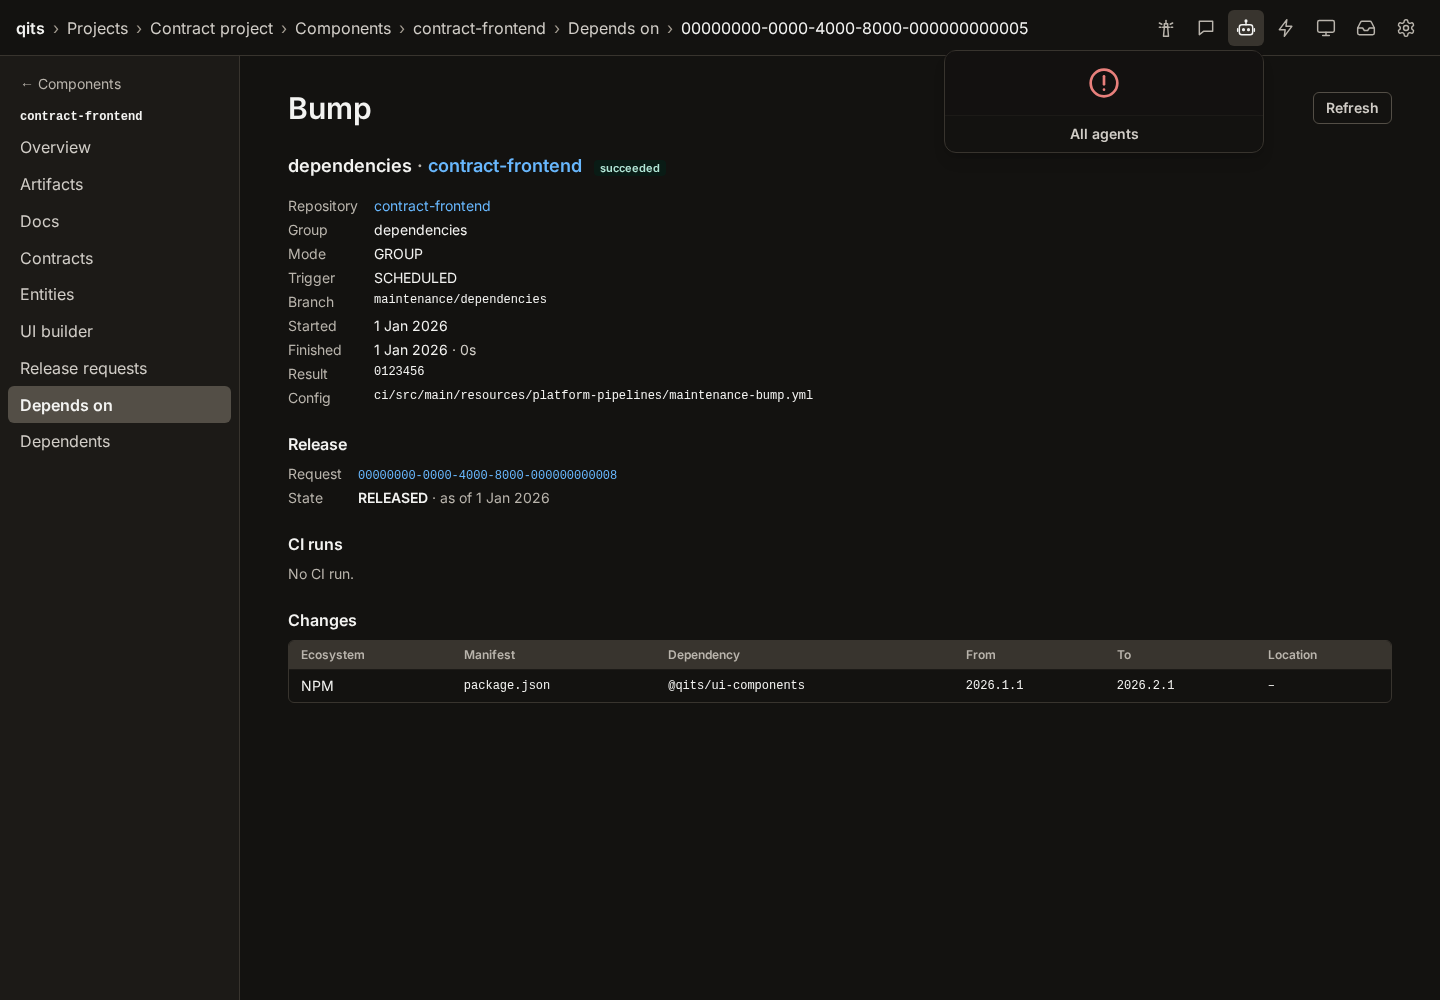 qits › Projects › Contract project › Components › contract-frontend › Depends on › 00000000-0000-4000-8000-000000000005
← Components
contract-frontend
Overview
Artifacts
Docs
Contracts
Entities
UI builder
Release requests
Depends on
Dependents
All agents
Bump
Refresh
dependencies · contract-frontend succeeded
Repository contract-frontend
Group dependencies
Mode GROUP
Trigger SCHEDULED
Branch maintenance/dependencies
Started 1 Jan 2026
Finished 1 Jan 2026 · 0s
Result 0123456
Config ci/src/main/resources/platform-pipelines/maintenance-bump.yml
Release
Request 00000000-0000-4000-8000-000000000008
State RELEASED · as of 1 Jan 2026
CI runs
No CI run.
Changes
Ecosystem Manifest Dependency From To Location
NPM package.json @qits/ui-components 2026.1.1 2026.2.1 –